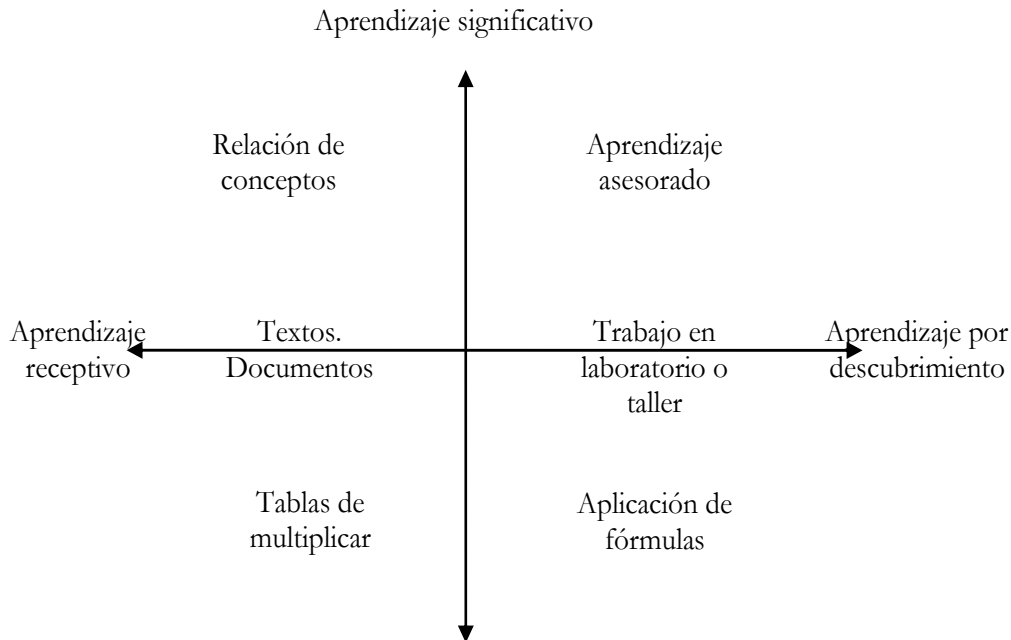 Aprendizaje significativo
Relación de
conceptos
Aprendizaje
asesorado
Aprendizaje
receptivo
Textos.
Documentos
Trabajo en
laboratorio o
taller
Aprendizaje por
descubrimiento
Tablas de
multiplicar
Aplicación de
fórmulas